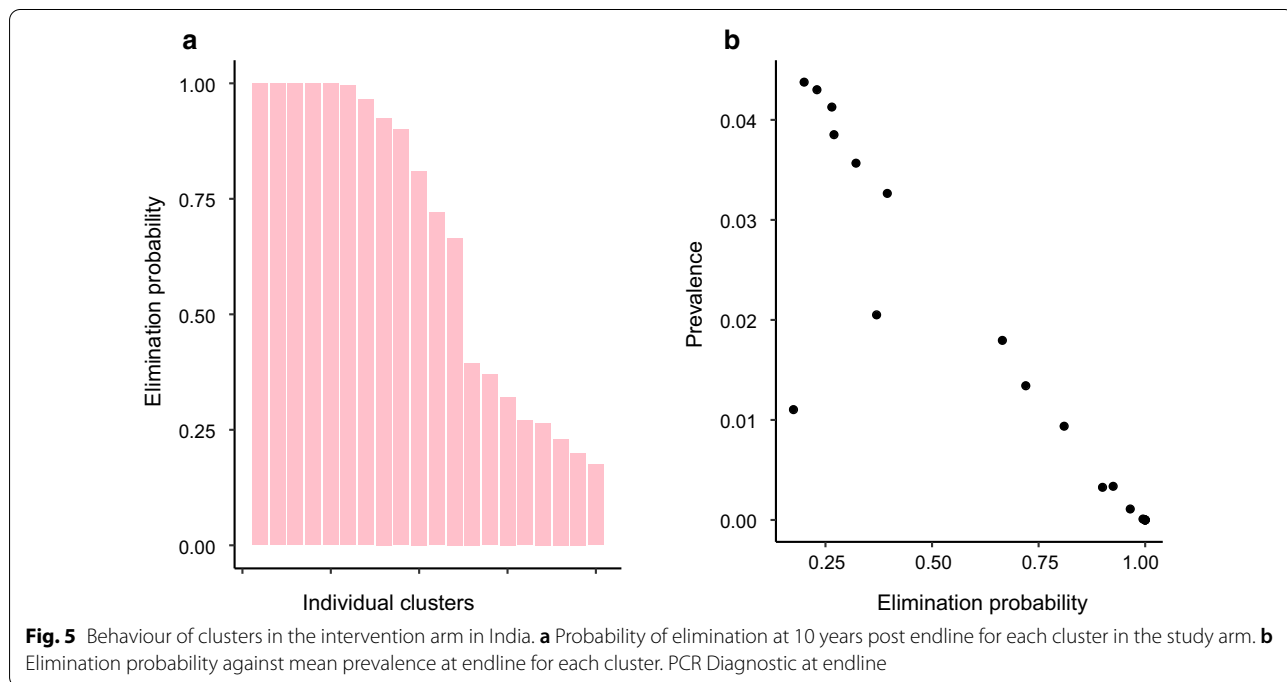 a
1.00
0.75
0.50
0.25
0.00
Elimination probability
Individual clusters
b
0.04
0.03
0.02
0.01
0.00
Prevalence
0.25 0.50 0.75 1.00
Elimination probability
Fig. 5 Behaviour of clusters in the intervention arm in India. a Probability of elimination at 10 years post endline for each cluster in the study arm. b
Elimination probability against mean prevalence at endline for each cluster. PCR Diagnostic at endline